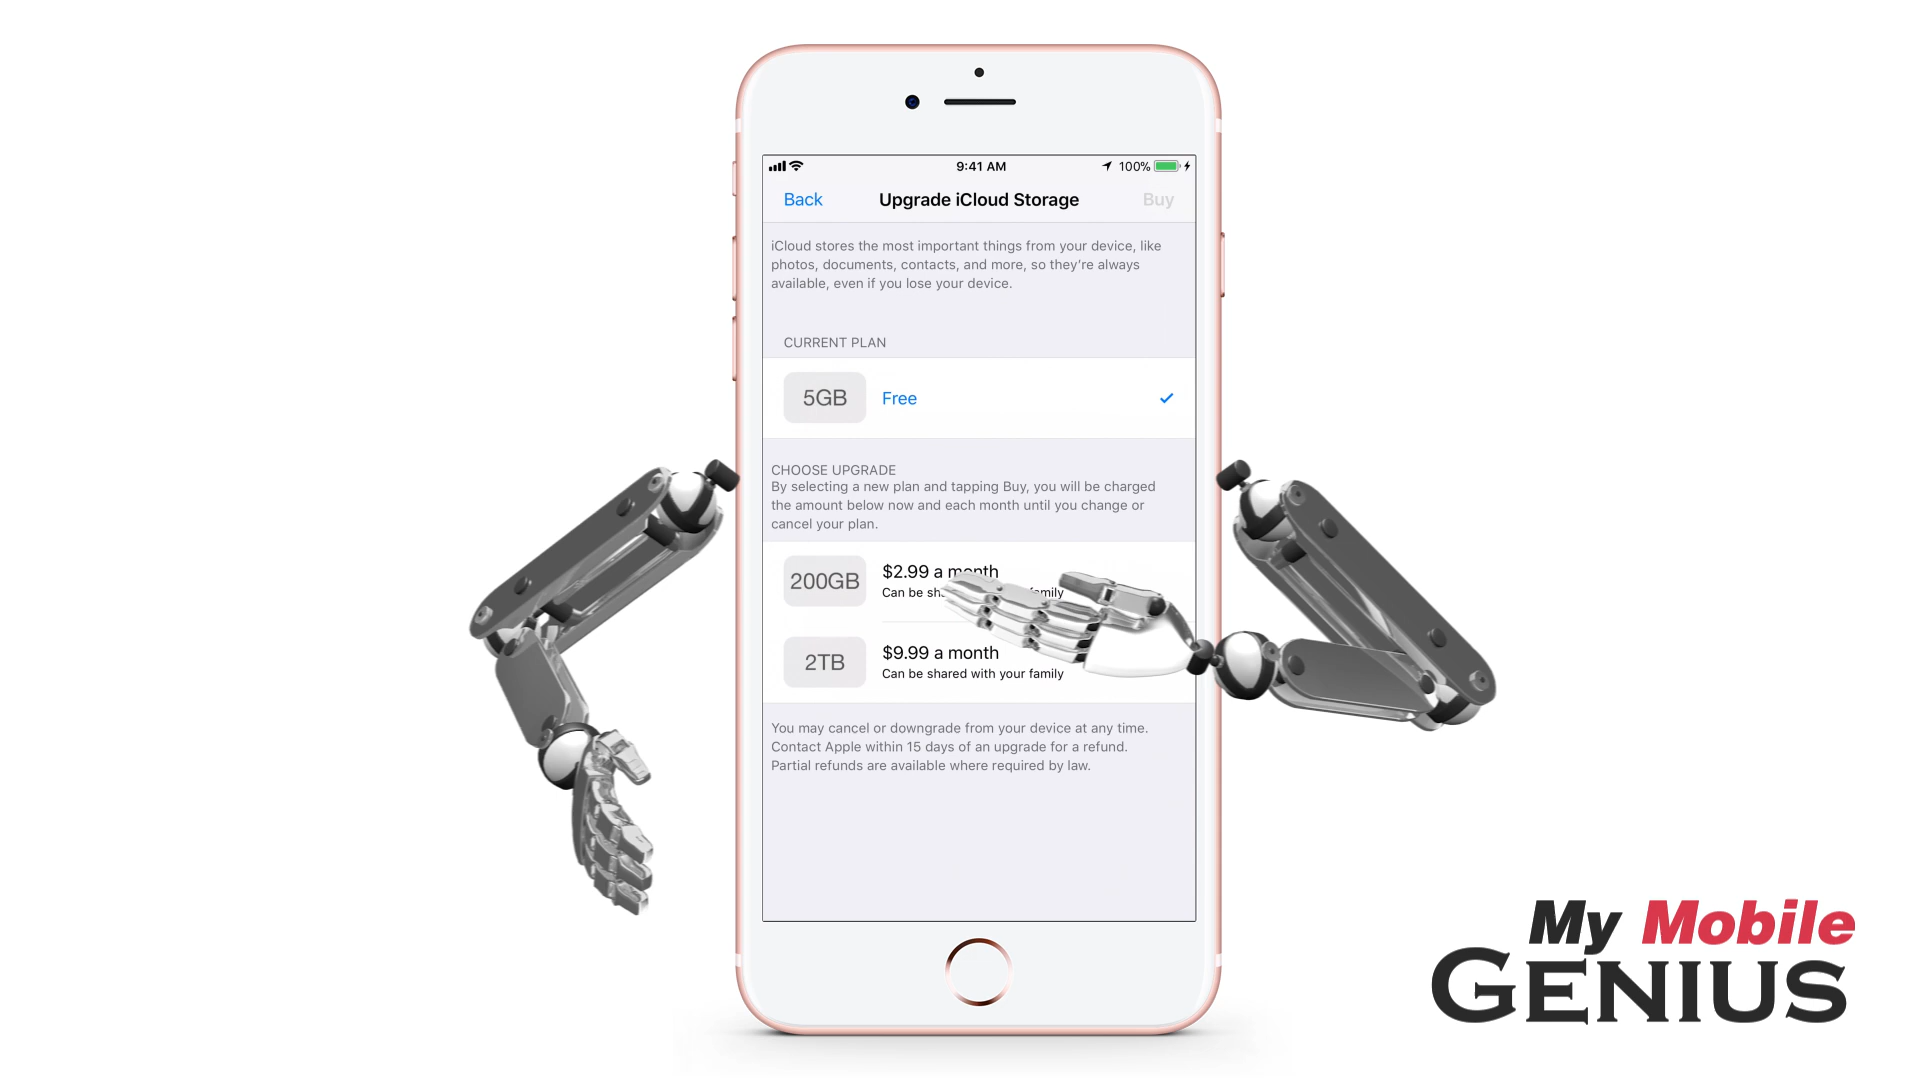 9:41 AM
100%
Back
Upgrade iCloud Storage
Buy
iCloud stores the most important things from your device, like
photos, documents, contacts, and more, so they’re always
available, even if you lose your device.
CURRENT PLAN
5GB
Free
CHOOSE UPGRADE
By selecting a new plan and tapping Buy, you will be charged
the amount below now and each month until you change or
cancel your plan.
200GB
$2.99 a month
Can be family
2TB
$9.99 a month
Can be shared with your family
You may cancel or downgrade from your device at any time.
Contact Apple within 15 days of an upgrade for a refund.
Partial refunds are available where required by law.
My Mobile
GENIUS